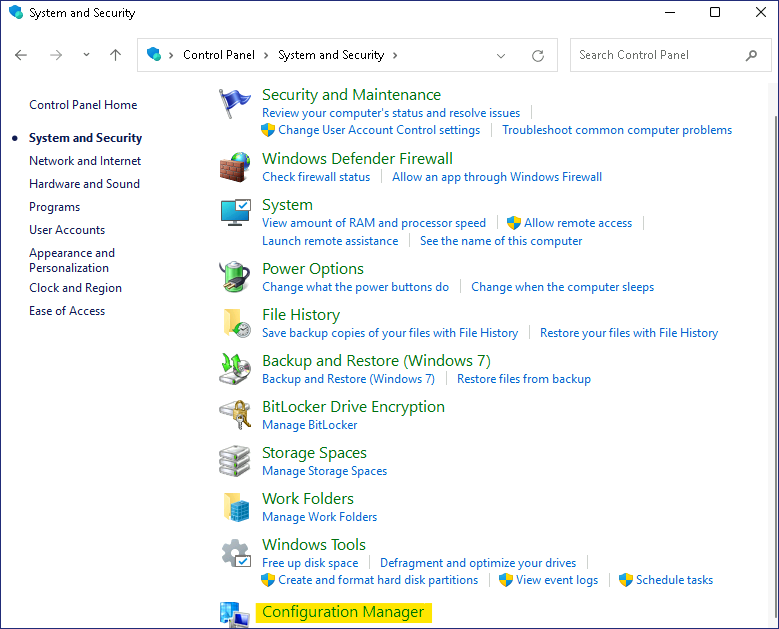 System and Security
Control Panel > System and Security >
Search Control Panel
Control Panel Home
System and Security
Network and Internet
Hardware and Sound
Programs
User Accounts
Appearance and
Personalization
Clock and Region
Ease of Access
Security and Maintenance
Review your computer's status and resolve issues
Change User Account Control settings Troubleshoot common computer problems
Windows Defender Firewall
Check firewall status Allow an app through Windows Firewall
System
View amount of RAM and processor speed Allow remote access
Launch remote assistance See the name of this computer
Power Options
Change what the power buttons do Change when the computer sleeps
File History
Save backup copies of your files with File History Restore your files with File History
Backup and Restore (Windows 7)
Backup and Restore (Windows 7) Restore files from backup
BitLocker Drive Encryption
Manage BitLocker
Storage Spaces
Manage Storage Spaces
Work Folders
Manage Work Folders
Windows Tools
Free up disk space Defragment and optimize your drives
Create and format hard disk partitions View event logs Schedule tasks
Configuration Manager